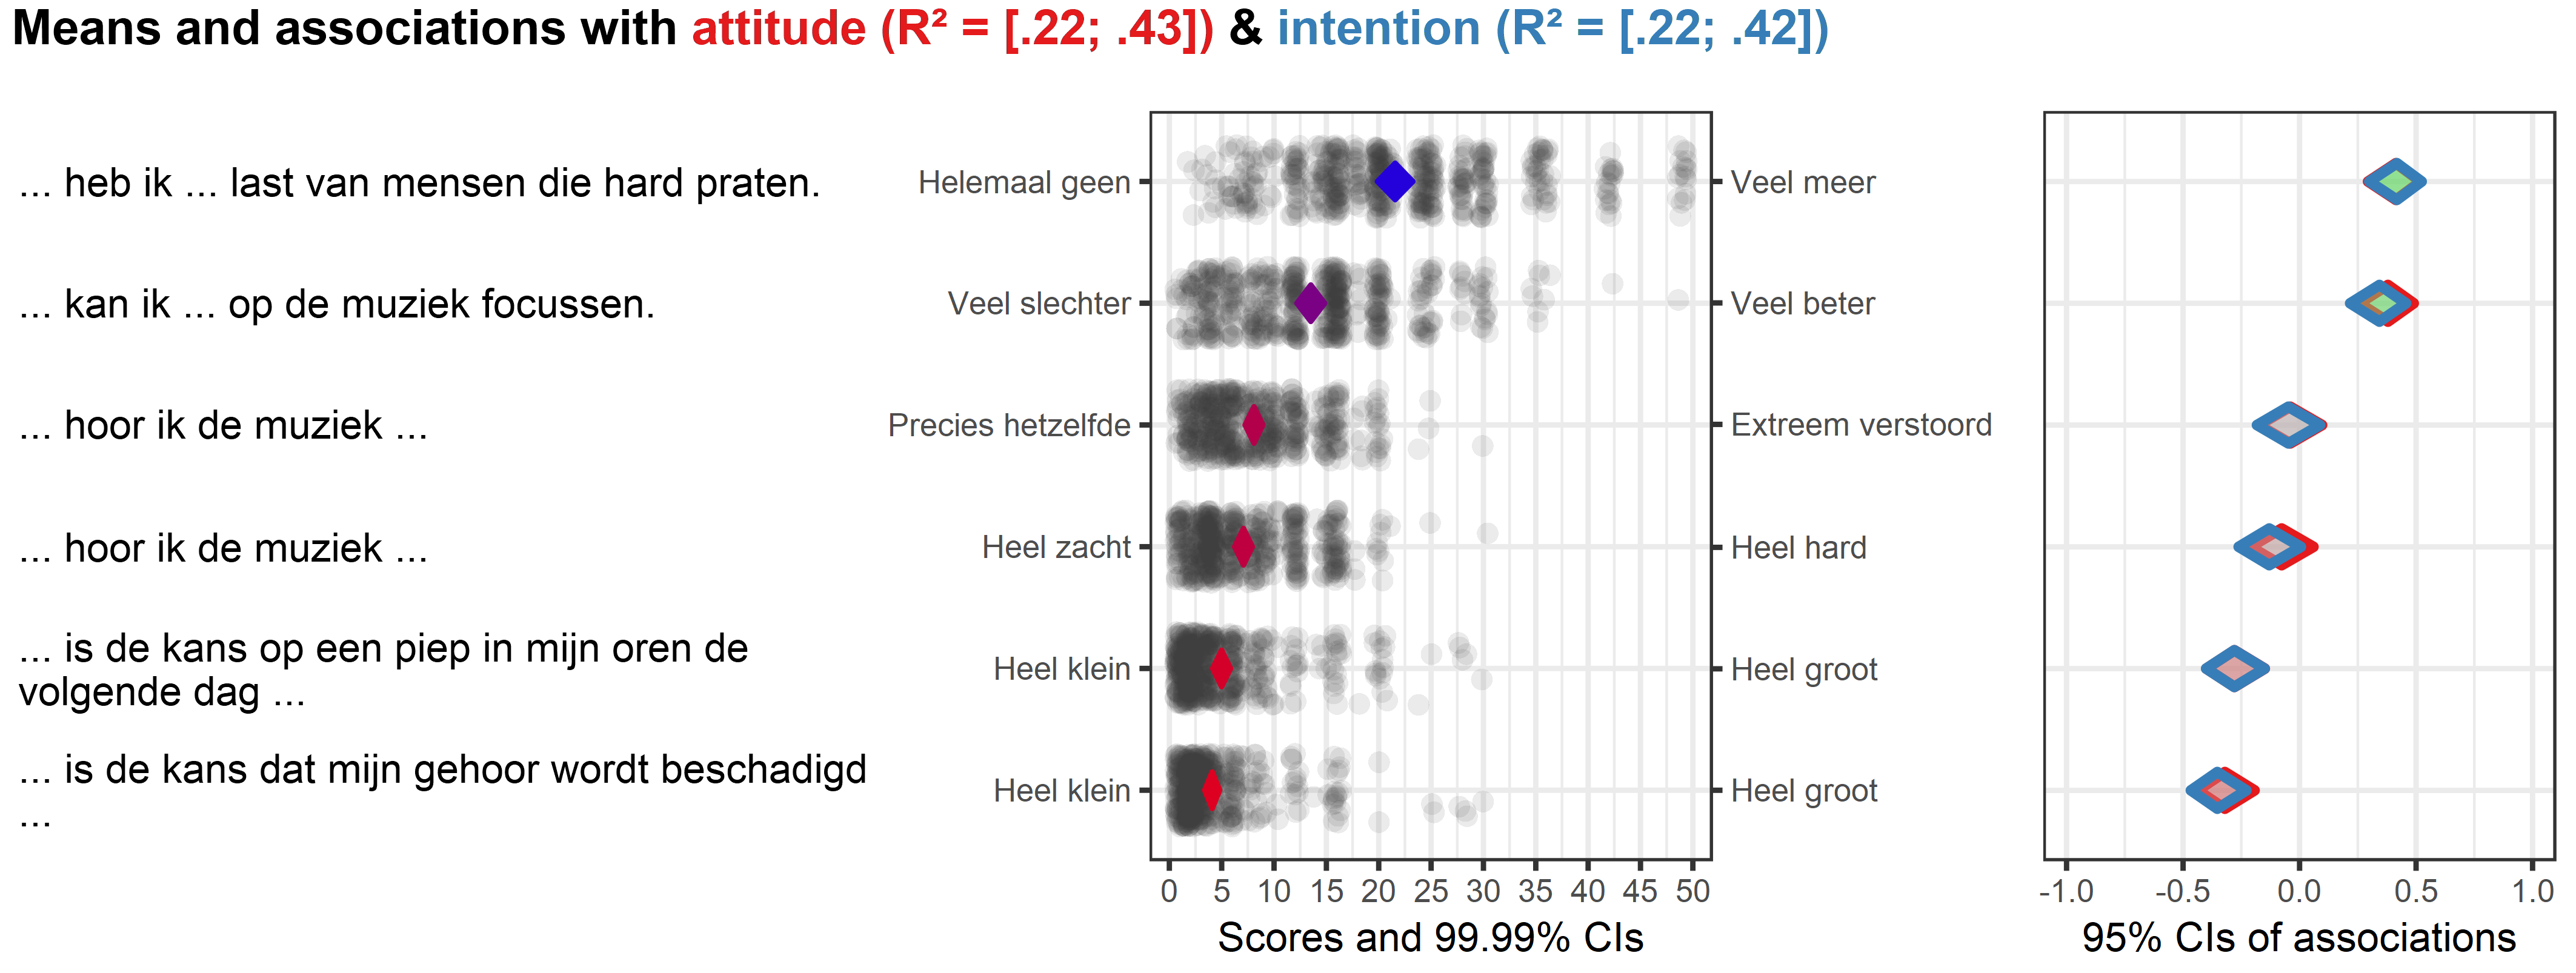 Means and associations with attitude (R² = [.22; .43]) & intention (R² = [.22; .42])
... heb ik ... last van mensen die hard praten.
Helemaal geen
Veel meer
... kan ik ... op de muziek focussen.
Veel slechter
Veel beter
... hoor ik de muziek ...
Precies hetzelfde
Extreem verstoord
... hoor ik de muziek ...
Heel zacht
Heel hard
... is de kans op een piep in mijn oren de
volgende dag ...
Heel klein
Heel groot
... is de kans dat mijn gehoor wordt beschadigd
...
Heel klein
Heel groot
0 5 10 15 20 25 30 35 40 45 50
Scores and 99.99% CIs
-1.0 -0.5 0.0 0.5 1.0
95% CIs of associations